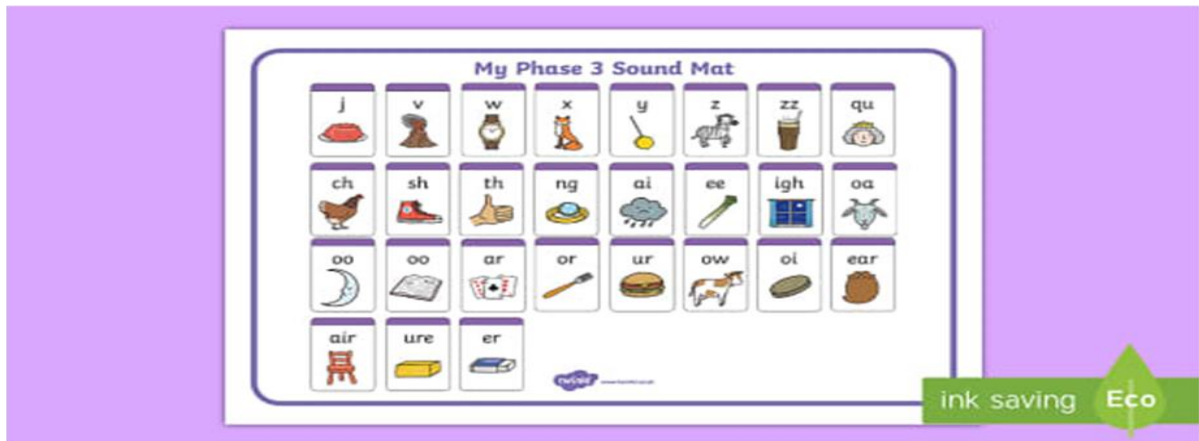 My Phase 3 Sound Mat
j v w x y z zz qu
ch sh th ng ai ee igh oa
oo oo ar or ur ow oi ear
air ure er
twinkl
ink saving Eco